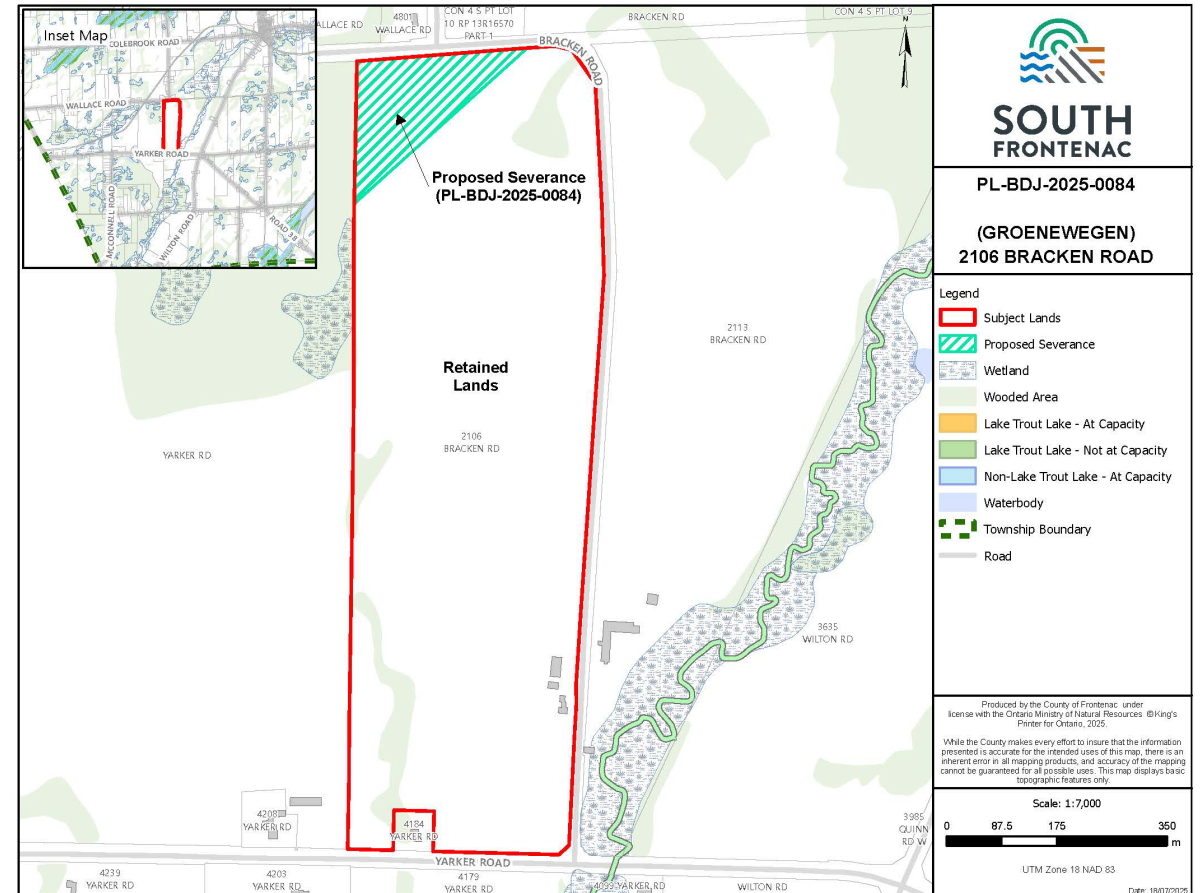 Inset Map
COLEBROOK ROAD
WALLACE ROAD
YARKER ROAD
MCCONNELL ROAD
WILTON ROAD
ROAD 38
ALLACE RD
4801
WALLACE RD
CON 4 S PT LOT
10 RP 13R16570
PART 1
BRACKEN RD
CON 4 S PT LOT 9
N
BRACKEN ROAD
Proposed Severance
(PL-BDJ-2025-0084)
2113
BRACKEN RD
Retained
Lands
2106
BRACKEN RD
YARKER RD
3635
WILTON RD
4208
YARKER RD
4184
YARKER RD
3985
QUINN
RD W
YARKER ROAD
4239
YARKER RD
4203
YARKER RD
4179
YARKER RD
4099 YARKER RD
WILTON RD
SOUTH
FRONTENAC
PL-BDJ-2025-0084
(GROENEWEGEN)
2106 BRACKEN ROAD
Legend
Subject Lands
Proposed Severance
Wetland
Wooded Area
Lake Trout Lake - At Capacity
Lake Trout Lake - Not at Capacity
Non-Lake Trout Lake - At Capacity
Waterbody
Township Boundary
Road
Produced by the County of Frontenac under
license with the Ontario Ministry of Natural Resources ©King's
Printer for Ontario, 2025.
While the County makes every effort to insure that the information
presented is accurate for the intended uses of this map, there is an
inherent error in all mapping products, and accuracy of the mapping
cannot be guaranteed for all possible uses. This map displays basic
topographic features only.
Scale: 1:7,000
0 87.5 175 350
m
UTM Zone 18 NAD 83
Date: 18/07/2025